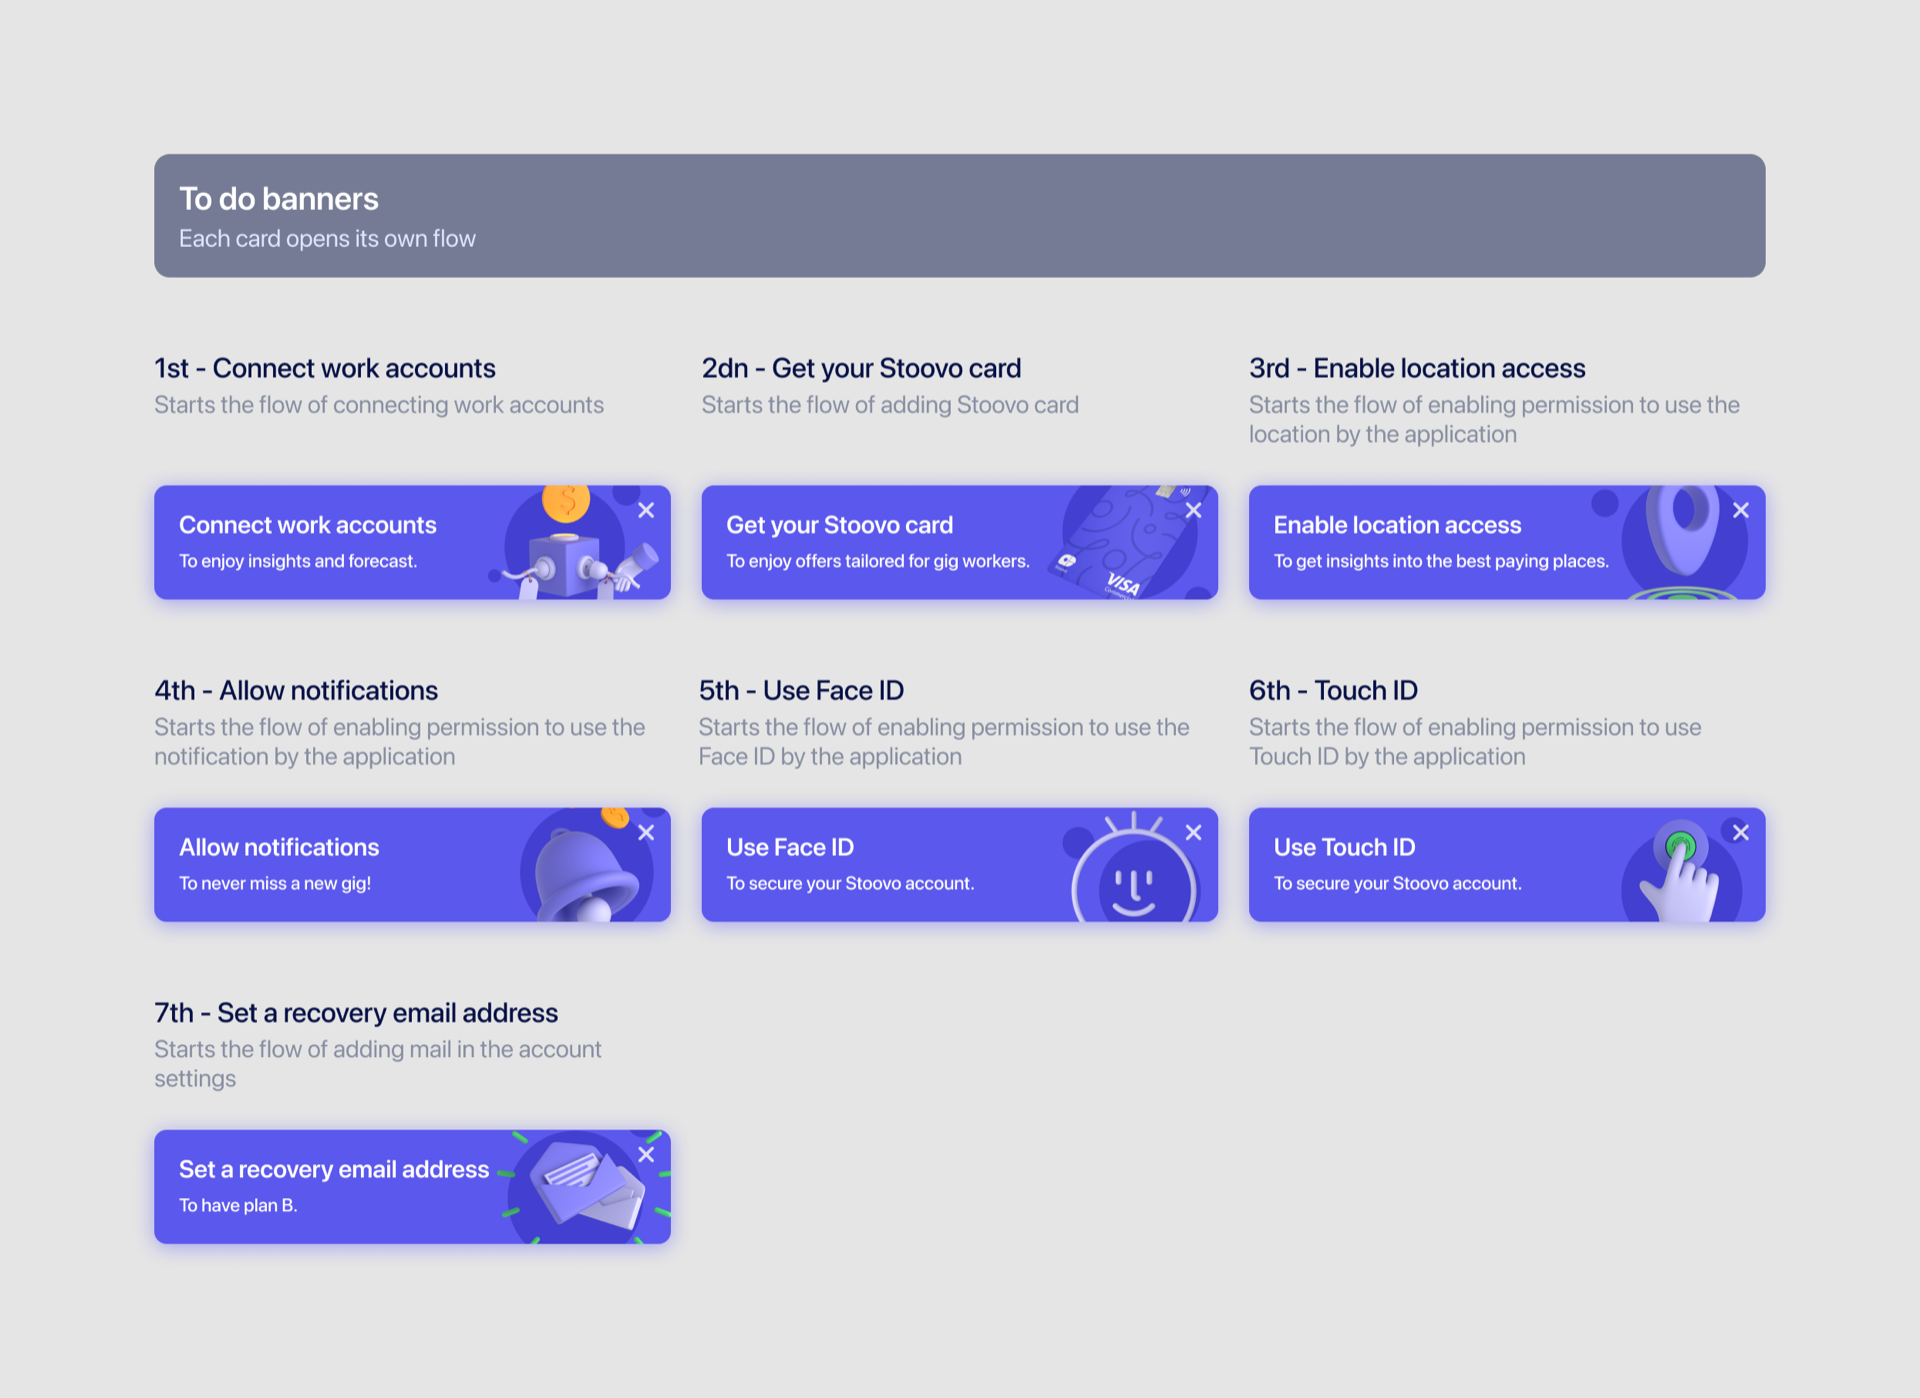 To do banners
Each card opens its own flow
1st - Connect work accounts
Starts the flow of connecting work accounts
Connect work accounts
To enjoy insights and forecast.
2dn - Get your Stoovo card
Starts the flow of adding Stoovo card
Get your Stoovo card
To enjoy offers tailored for gig workers.
VISA
3rd - Enable location access
Starts the flow of enabling permission to use the
location by the application
Enable location access
To get insights into the best paying places.
4th - Allow notifications
Starts the flow of enabling permission to use the
notification by the application
Allow notifications
To never miss a new gig!
5th - Use Face ID
Starts the flow of enabling permission to use the
Face ID by the application
Use Face ID
To secure your Stoovo account.
6th - Touch ID
Starts the flow of enabling permission to use
Touch ID by the application
Use Touch ID
To secure your Stoovo account.
7th - Set a recovery email address
Starts the flow of adding mail in the account
settings
Set a recovery email address
To have plan B.